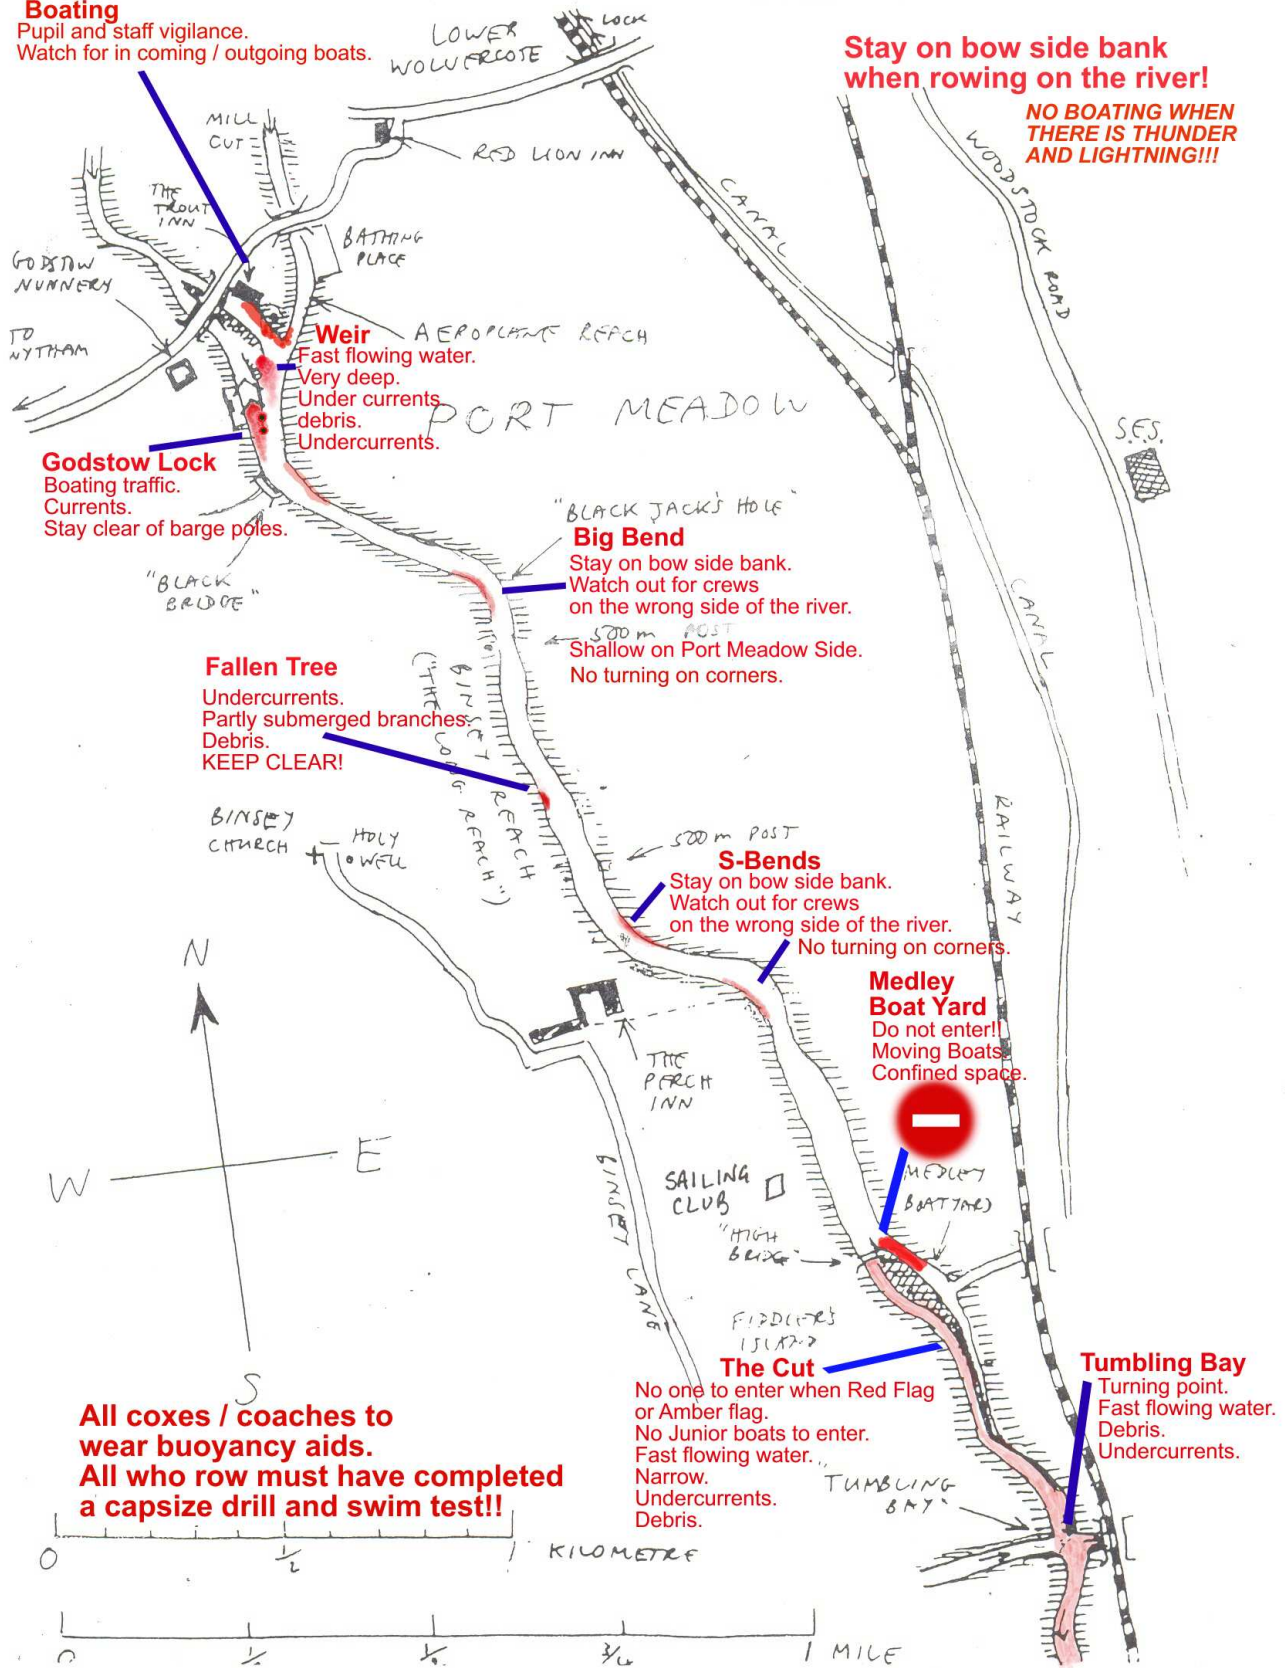 Boating
Pupil and staff vigilance.
Watch for in coming / outgoing boats.
LOWER
WOLVERCOTE
LOCK
Stay on bow side bank
when rowing on the river!
NO BOATING WHEN
THERE IS THUNDER
AND LIGHTNING!!!
MILL
CUT
RED LION INN
WOODSTOCK ROAD
CANAL
THE
TROUT
INN
BATHING
PLACE
GODSTOW
NUNNERY
TO
WYTHAM
AEROPLANE REACH
Weir
Fast flowing water.
Very deep.
Under currents,
debris.
Undercurrents.
PORT MEADOW
S.E.S.
Godstow Lock
Boating traffic.
Currents.
Stay clear of barge poles.
"BLACK
BRIDGE"
"BLACK JACK'S HOLE"
Big Bend
Stay on bow side bank.
Watch out for crews
on the wrong side of the river.
500m POST
Shallow on Port Meadow Side.
No turning on corners.
CANAL
Fallen Tree
Undercurrents.
Partly submerged branches.
Debris.
KEEP CLEAR!
BINSEY REACH
("THE LONG REACH")
BINSEY
CHURCH
HOLY
WELL
500m POST
RAILWAY
S-Bends
Stay on bow side bank.
Watch out for crews
on the wrong side of the river.
No turning on corners.
N
Medley
Boat Yard
Do not enter!!
Moving Boats.
Confined space.
THE
PERCH
INN
W
E
S
BINSEY LANE
SAILING
CLUB
MEDLEY
BOATYARD
"HIGH
BRIDGE"
FIDDLER'S
ISLAND
The Cut
No one to enter when Red Flag
or Amber flag.
No Junior boats to enter.
Fast flowing water.
Narrow.
Undercurrents.
Debris.
Tumbling Bay
Turning point.
Fast flowing water.
Debris.
Undercurrents.
"TUMBLING
BAY"
All coxes / coaches to
wear buoyancy aids.
All who row must have completed
a capsize drill and swim test!!
0 1/2 1 KILOMETRE
0 3/4 1 MILE